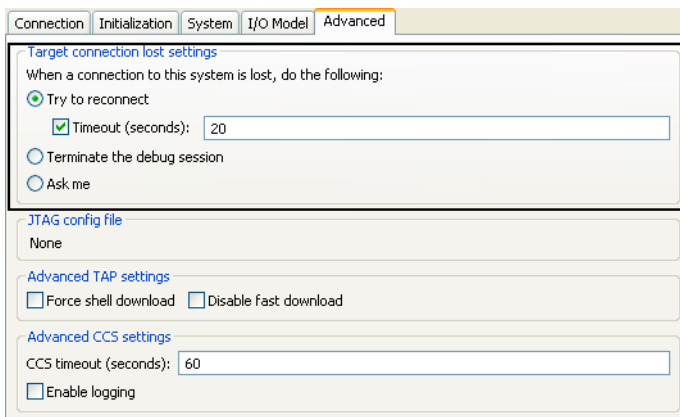 Connection Initialization System I/O Model Advanced
Target connection lost settings
When a connection to this system is lost, do the following:
Try to reconnect
Timeout (seconds): 20
Terminate the debug session
Ask me
JTAG config file
None
Advanced TAP settings
Force shell download Disable fast download
Advanced CCS settings
CCS timeout (seconds): 60
Enable logging